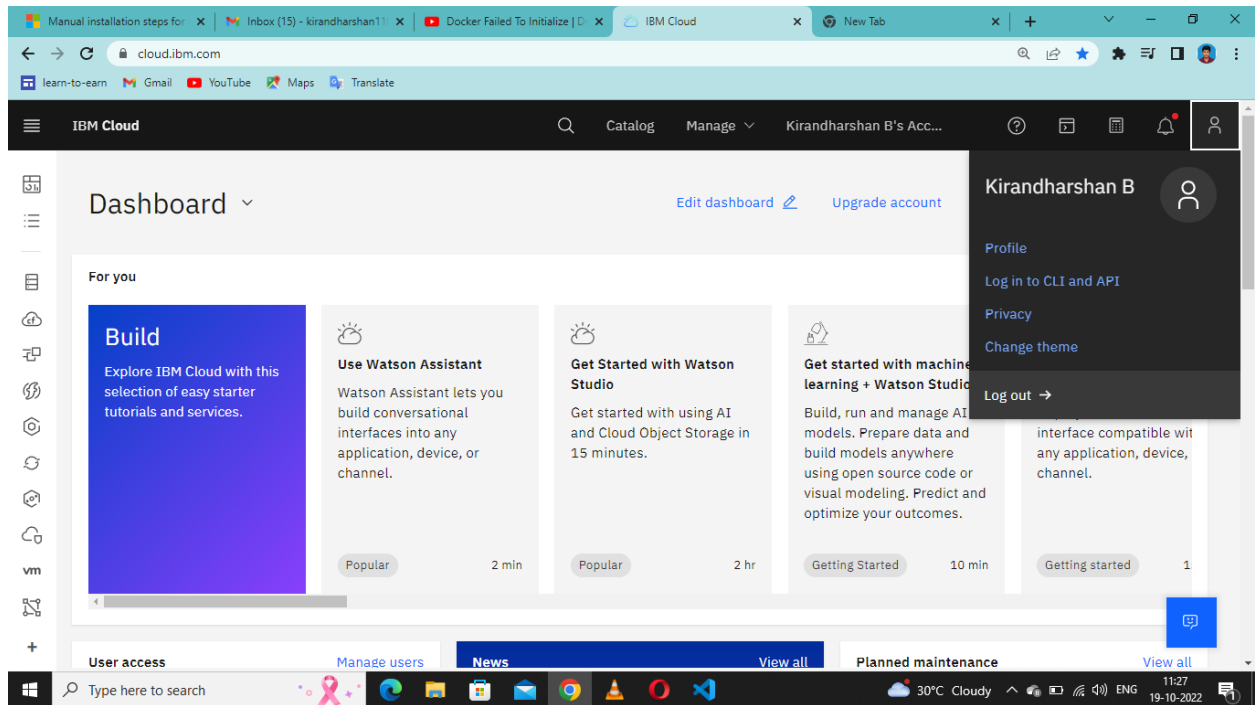 Manual installation steps for
Inbox (15) - kirandharshan11
Docker Failed To Initialize | D
IBM Cloud
New Tab
cloud.ibm.com
learn-to-earn
Gmail
YouTube
Maps
Translate
IBM Cloud
Catalog
Manage
Kirandharshan B's Acc...
Dashboard
Edit dashboard
Upgrade account
Kirandharshan B
Profile
Log in to CLI and API
Privacy
Change theme
Log out →
For you
Build
Explore IBM Cloud with this
selection of easy starter
tutorials and services.
Use Watson Assistant
Watson Assistant lets you
build conversational
interfaces into any
application, device, or
channel.
Popular
2 min
Get Started with Watson
Studio
Get started with using AI
and Cloud Object Storage in
15 minutes.
Popular
2 hr
Get started with machine
learning + Watson Studio
Build, run and manage AI
models. Prepare data and
build models anywhere
using open source code or
visual modeling. Predict and
optimize your outcomes.
Getting Started
10 min
interface compatible wit
any application, device,
channel.
Getting started
1
cf
vm
User access
Manage users
News
View all
Planned maintenance
View all
Type here to search
30°C Cloudy
ENG
11:27
19-10-2022
1